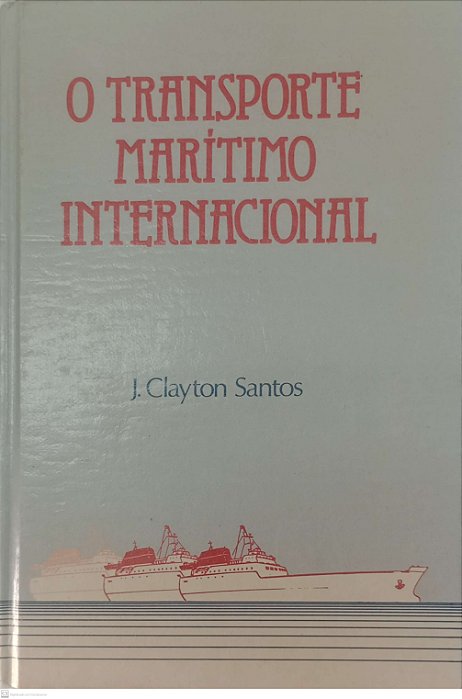 O TRANSPORTE
MARÍTIMO
INTERNACIONAL
J. Clayton Santos